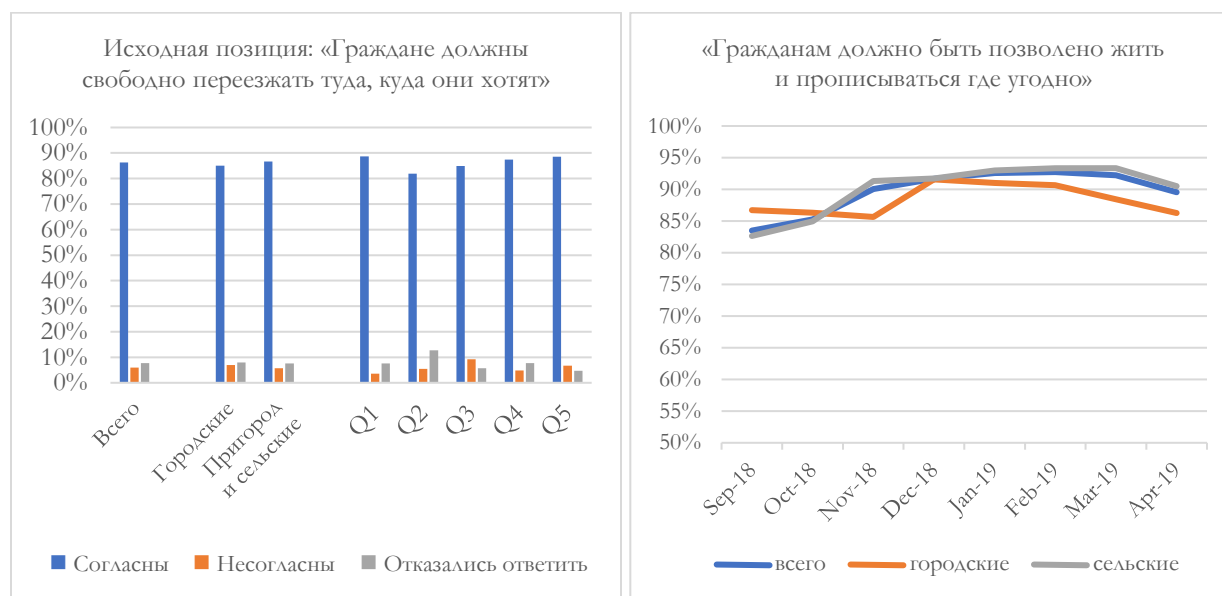 Исходная позиция: «Граждане должны
свободно переезжать туда, куда они хотят»
100%
90%
80%
70%
60%
50%
40%
30%
20%
10%
0%
Всего
Городские
Пригород
и сельские
Q1
Q2
Q3
Q4
Q5
Согласны
Несогласны
Отказались ответить
«Гражданам должно быть позволено жить
и прописываться где угодно»
100%
95%
90%
85%
80%
75%
70%
65%
60%
55%
50%
Sep-18
Oct-18
Nov-18
Dec-18
Jan-19
Feb-19
Mar-19
Apr-19
всего
городские
сельские